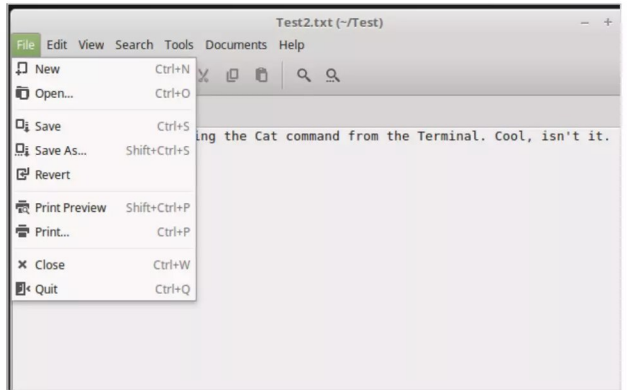 Test2.txt (~/Test)
File Edit View Search Tools Documents Help
New Ctrl+N
Open... Ctrl+O
Save Ctrl+S
ing the Cat command from the Terminal. Cool, isn't it.
Save As... Shift+Ctrl+S
Revert
Print Preview Shift+Ctrl+P
Print... Ctrl+P
Close Ctrl+W
Quit Ctrl+Q